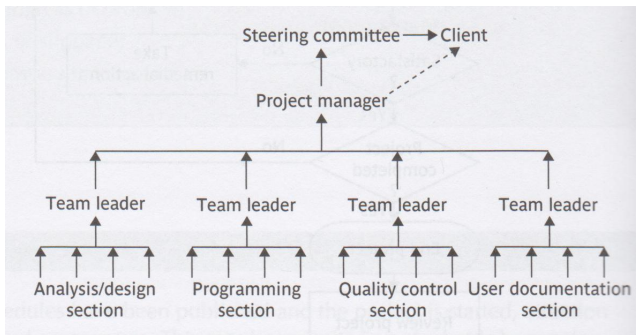 Steering committee Client
Project manager
Team leader Team leader Team leader Team leader
Analysis/design Programming Quality control User documentation
section section section section